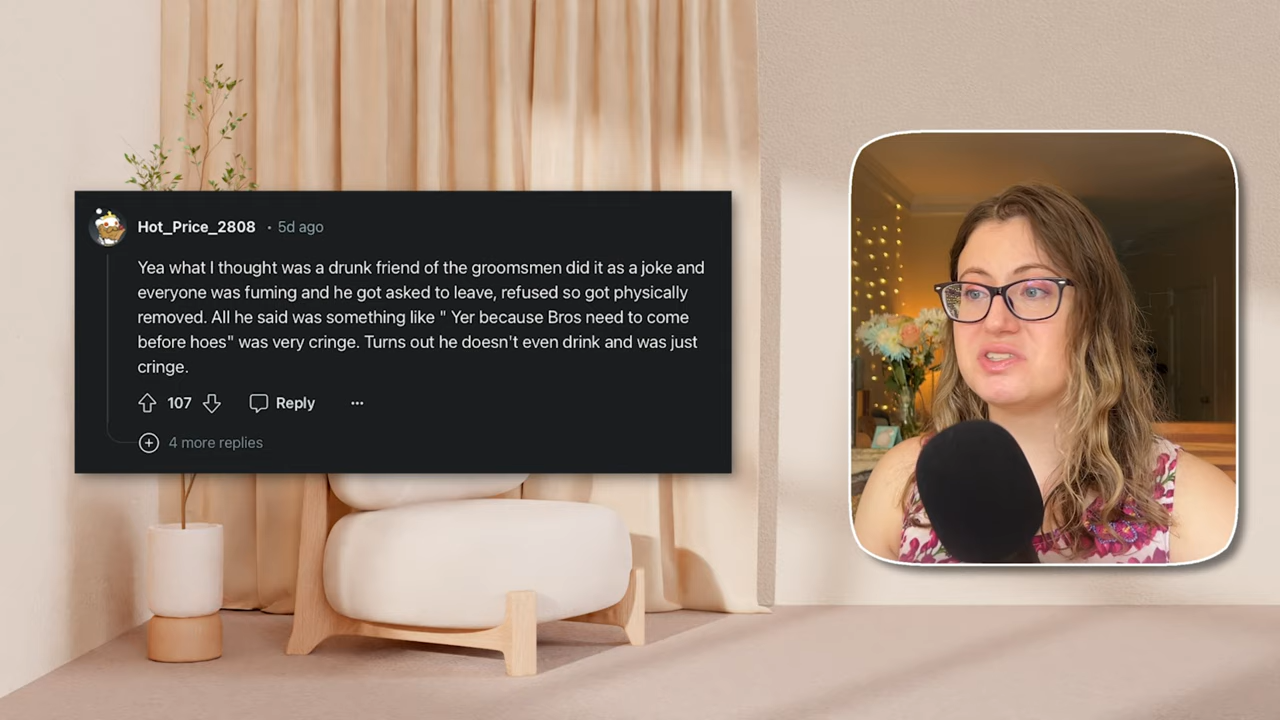 Hot_Price_2808 · 5d ago
Yea what I thought was a drunk friend of the groomsmen did it as a joke and
everyone was fuming and he got asked to leave, refused so got physically
removed. All he said was something like " Yer because Bros need to come
before hoes" was very cringe. Turns out he doesn't even drink and was just
cringe.
107 Reply ···
4 more replies